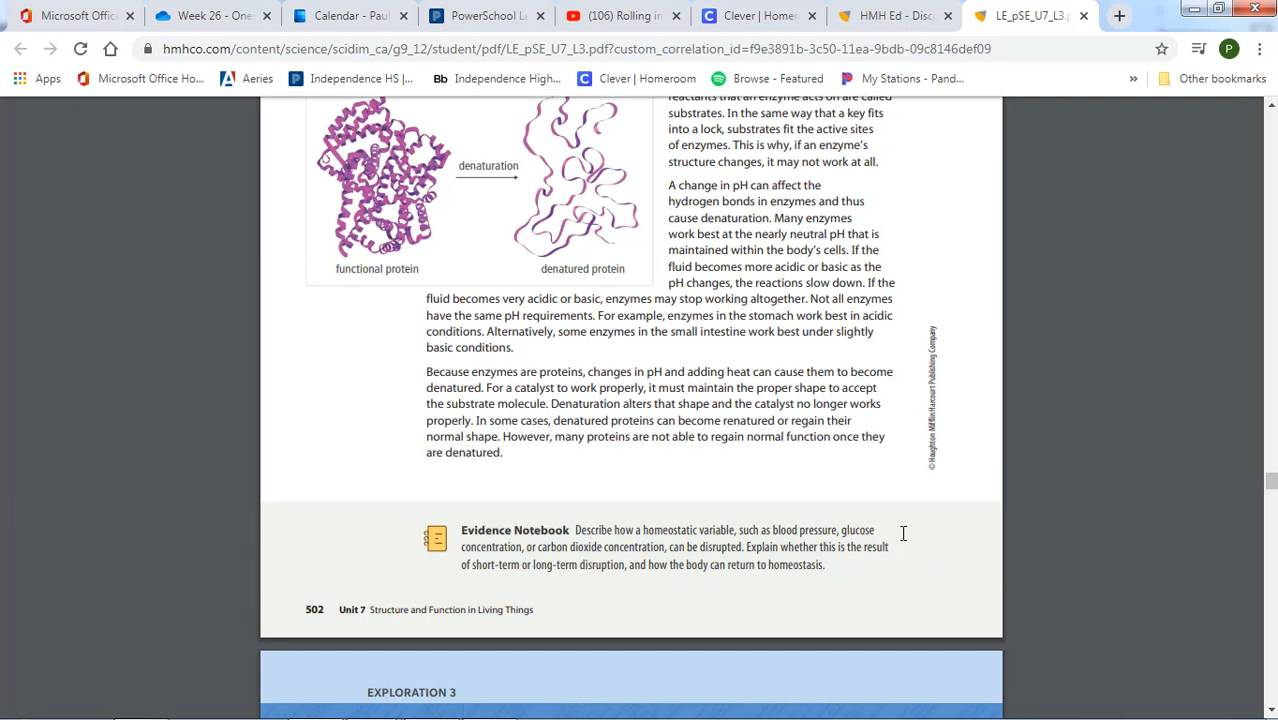 Microsoft Offic
Week 26 - One
Calendar - Paul
PowerSchool Le
(106) Rolling in
Clever | Homer
HMH Ed - Disco
LE_pSE_U7_L3.p
hmhco.com/content/science/scidim_ca/g9_12/student/pdf/LE_pSE_U7_L3.pdf?custom_correlation_id=f9e3891b-3c50-11ea-9bdb-09c8146def09
P
Apps
Microsoft Office Ho...
Aeries
Independence HS |...
Bb
Independence High,...
Clever | Homeroom
Browse - Featured
My Stations - Pand...
»
Other bookmarks
reactants that an enzyme acts on are called
substrates. In the same way that a key fits
into a lock, substrates fit the active sites
of enzymes. This is why, if an enzyme's
structure changes, it may not work at all.
denaturation
functional protein
denatured protein
A change in pH can affect the
hydrogen bonds in enzymes and thus
cause denaturation. Many enzymes
work best at the nearly neutral pH that is
maintained within the body's cells. If the
fluid becomes more acidic or basic as the
pH changes, the reactions slow down. If the
fluid becomes very acidic or basic, enzymes may stop working altogether. Not all enzymes
have the same pH requirements. For example, enzymes in the stomach work best in acidic
conditions. Alternatively, some enzymes in the small intestine work best under slightly
basic conditions.
Because enzymes are proteins, changes in pH and adding heat can cause them to become
denatured. For a catalyst to work properly, it must maintain the proper shape to accept
the substrate molecule. Denaturation alters that shape and the catalyst no longer works
properly. In some cases, denatured proteins can become renatured or regain their
normal shape. However, many proteins are not able to regain normal function once they
are denatured.
© Houghton Mifflin Harcourt Publishing Company
Evidence Notebook Describe how a homeostatic variable, such as blood pressure, glucose
concentration, or carbon dioxide concentration, can be disrupted. Explain whether this is the result
of short-term or long-term disruption, and how the body can return to homeostasis.
502 Unit 7 Structure and Function in Living Things
EXPLORATION 3